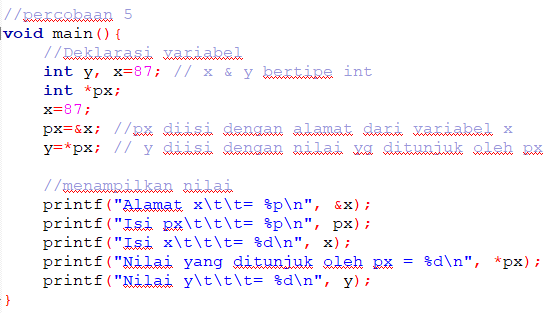 //percobaan 5
void main(){
    //Deklarasi variabel
    int y, x=87; // x & y bertipe int
    int *px;
    x=87;
    px=&x; //px diisi dengan alamat dari variabel x
    y=*px; // y diisi dengan nilai yg ditunjuk oleh px

    //menampilkan nilai
    printf("Alamat x\t\t= %p\n", &x);
    printf("Isi px\t\t\t= %p\n", px);
    printf("Isi x\t\t\t= %d\n", x);
    printf("Nilai yang ditunjuk oleh px = %d\n", *px);
    printf("Nilai y\t\t\t= %d\n", y);
}